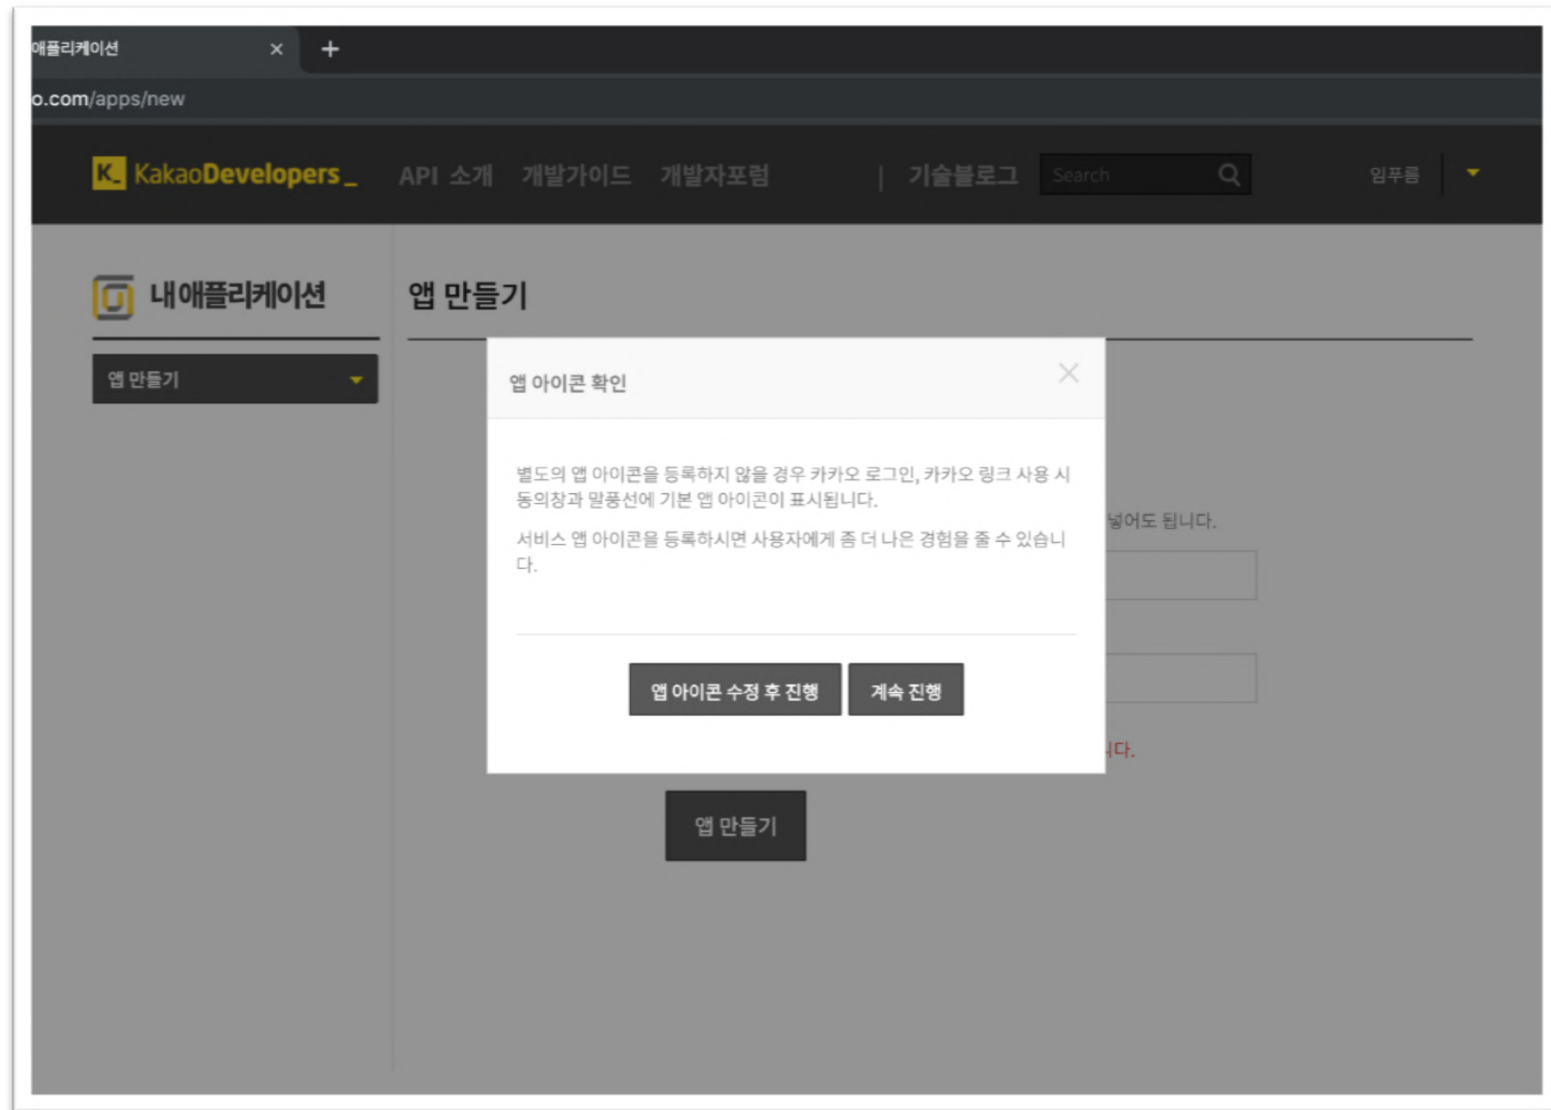 애플리케이션 × +
o.com/apps/new
K_ KakaoDevelopers_ API 소개 개발가이드 개발자포럼 | 기술블로그 Search 임푸름
내 애플리케이션
앱 만들기
앱 만들기
앱 아이콘 확인
별도의 앱 아이콘을 등록하지 않을 경우 카카오 로그인, 카카오 링크 사용 시
동의창과 말풍선에 기본 앱 아이콘이 표시됩니다.
서비스 앱 아이콘을 등록하시면 사용자에게 좀 더 나은 경험을 줄 수 있습니
다.
넣어도 됩니다.
앱 아이콘 수정 후 진행 계속 진행
니다.
앱 만들기